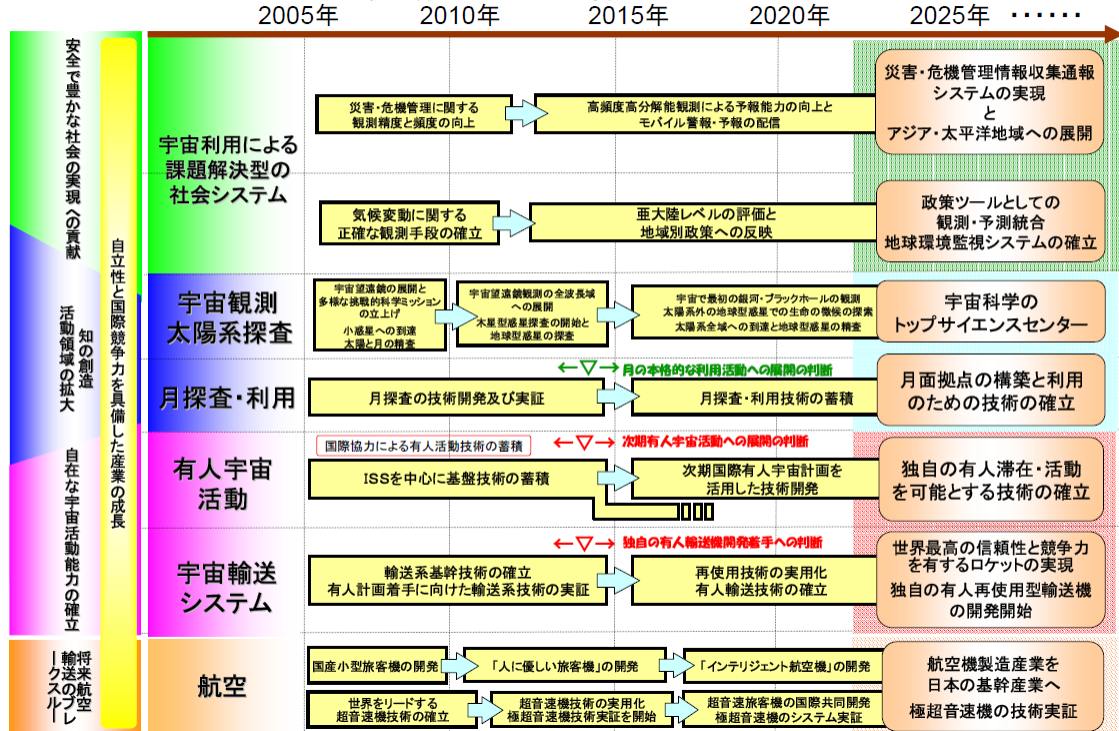 2005年
2010年
2015年
2020年
2025年
‥‥‥
安全で豊かな社会の実現への貢献
知の創造
活動領域の拡大
自在な宇宙活動能力の確立
自立性と国際競争力を具備した産業の成長
宇宙利用による
課題解決型の
社会システム
災害・危機管理に関する
観測精度と頻度の向上
高頻度高分解能観測による予報能力の向上と
モバイル警報・予報の配信
災害・危機管理情報収集通報
システムの実現
と
アジア・太平洋地域への展開
気候変動に関する
正確な観測手段の確立
亜大陸レベルの評価と
地域別政策への反映
政策ツールとしての
観測・予測統合
地球環境監視システムの確立
宇宙観測
太陽系探査
宇宙望遠鏡の展開と
多様な挑戦的科学ミッション
の立上げ
小惑星への到達
太陽と月の精査
宇宙望遠鏡観測の全波長域
への展開
木星型惑星探査の開始と
地球型惑星の探査
宇宙で最初の銀河・ブラックホールの観測
太陽系外の地球型惑星での生命の徴候の探索
太陽系全域への到達と地球型惑星の精査
宇宙科学の
トップサイエンスセンター
月探査・利用
月の本格的な利用活動への展開の判断
月探査の技術開発及び実証
月探査・利用技術の蓄積
月面拠点の構築と利用
のための技術の確立
有人宇宙
活動
国際協力による有人活動技術の蓄積
次期有人宇宙活動への展開の判断
ISSを中心に基盤技術の蓄積
次期国際有人宇宙計画を
活用した技術開発
独自の有人滞在・活動
を可能とする技術の確立
宇宙輸送
システム
独自の有人輸送機開発着手への判断
輸送系基幹技術の確立
有人計画着手に向けた輸送系技術の実証
再使用技術の実用化
有人輸送技術の確立
世界最高の信頼性と競争力
を有するロケットの実現
独自の有人再使用型輸送機
の開発開始
将来航空
輸送のブレ
ークスルー
航空
国産小型旅客機の開発
「人に優しい旅客機」の開発
「インテリジェント航空機」の開発
世界をリードする
超音速機技術の確立
超音速機技術の実用化
極超音速機技術実証を開始
超音速旅客機の国際共同開発
極超音速機のシステム実証
航空機製造産業を
日本の基幹産業へ
極超音速機の技術実証